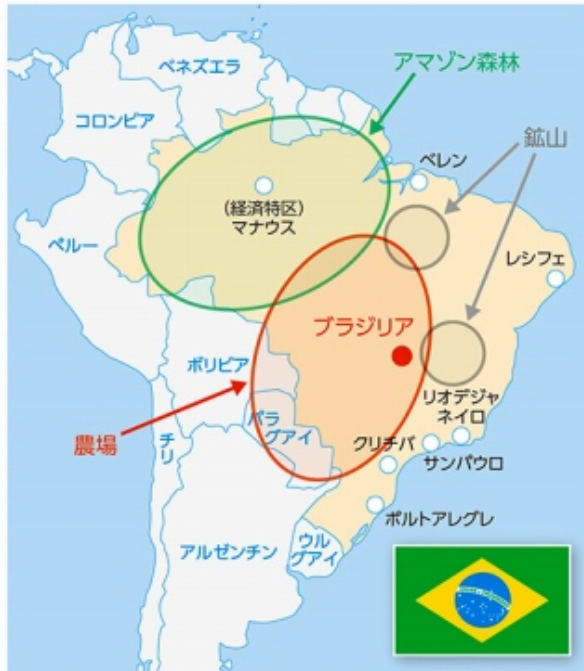 ベネズエラ
アマゾン森林
コロンビア
鉱山
ベレン
(経済特区)
マナウス
ペルー
レシフェ
ブラジリア
ボリビア
リオデジャ
ネイロ
パラ
グアイ
農場
チリ
クリチバ
サンパウロ
ポルトアレグレ
アルゼンチン
ウル
グアイ